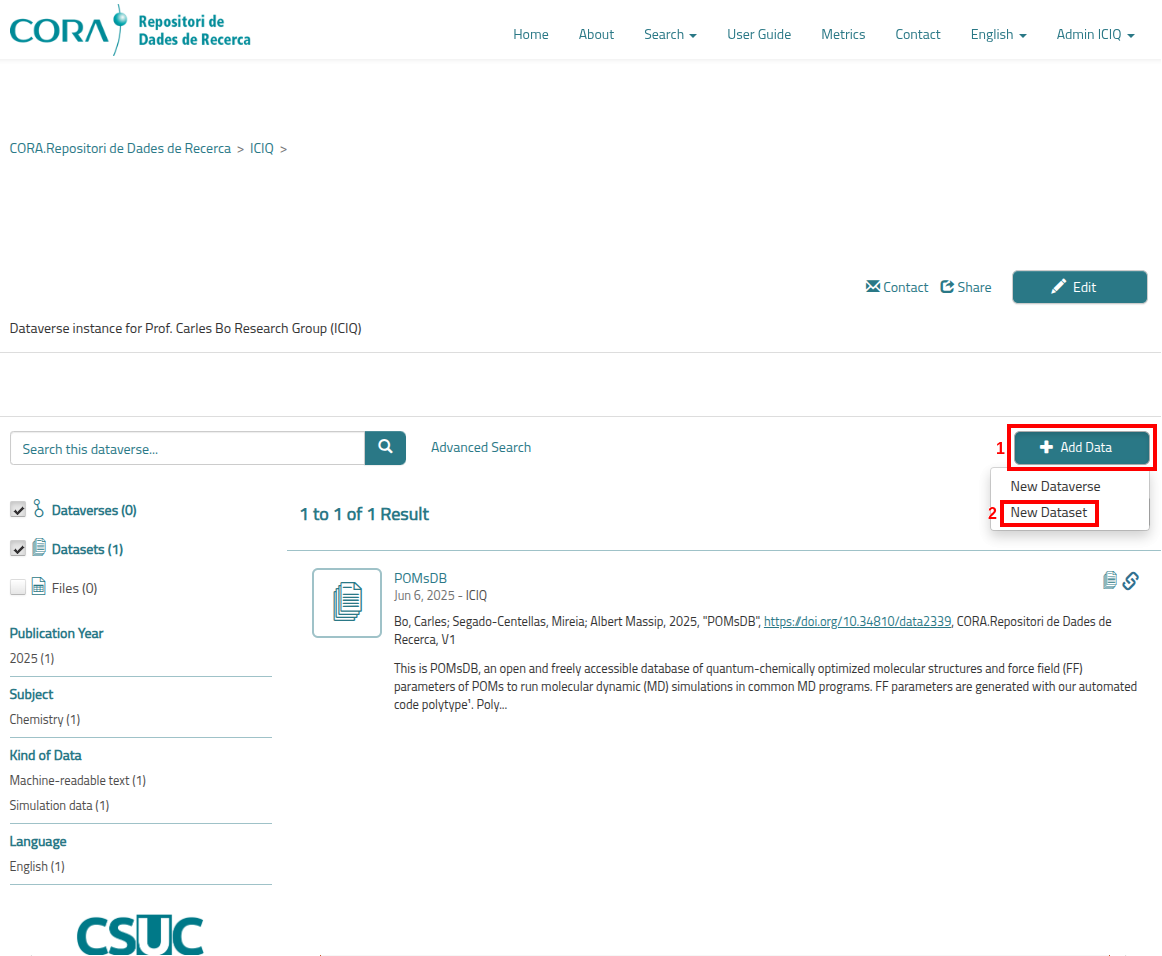 CORA Repositori de
Dades de Recerca
Home About Search User Guide Metrics Contact English Admin ICIQ
CORA.Repositori de Dades de Recerca > ICIQ >
Contact Share Edit
Dataverse instance for Prof. Carles Bo Research Group (ICIQ)
Search this dataverse... Advanced Search 1 Add Data
New Dataverse
2 New Dataset
Dataverses (0)
1 to 1 of 1 Result
Datasets (1)
Files (0)
Publication Year
2025 (1)
Subject
Chemistry (1)
Kind of Data
Machine-readable text (1)
Simulation data (1)
Language
English (1)
POMsDB
Jun 6, 2025 - ICIQ
Bo, Carles; Segado-Centellas, Mireia; Albert Massip, 2025, "POMsDB", https://doi.org/10.34810/data2339, CORA.Repositori de Dades de
Recerca, V1
This is POMsDB, an open and freely accessible database of quantum-chemically optimized molecular structures and force field (FF)
parameters of POMs to run molecular dynamic (MD) simulations in common MD programs. FF parameters are generated with our automated
code polytype¹. Poly...
CSUC